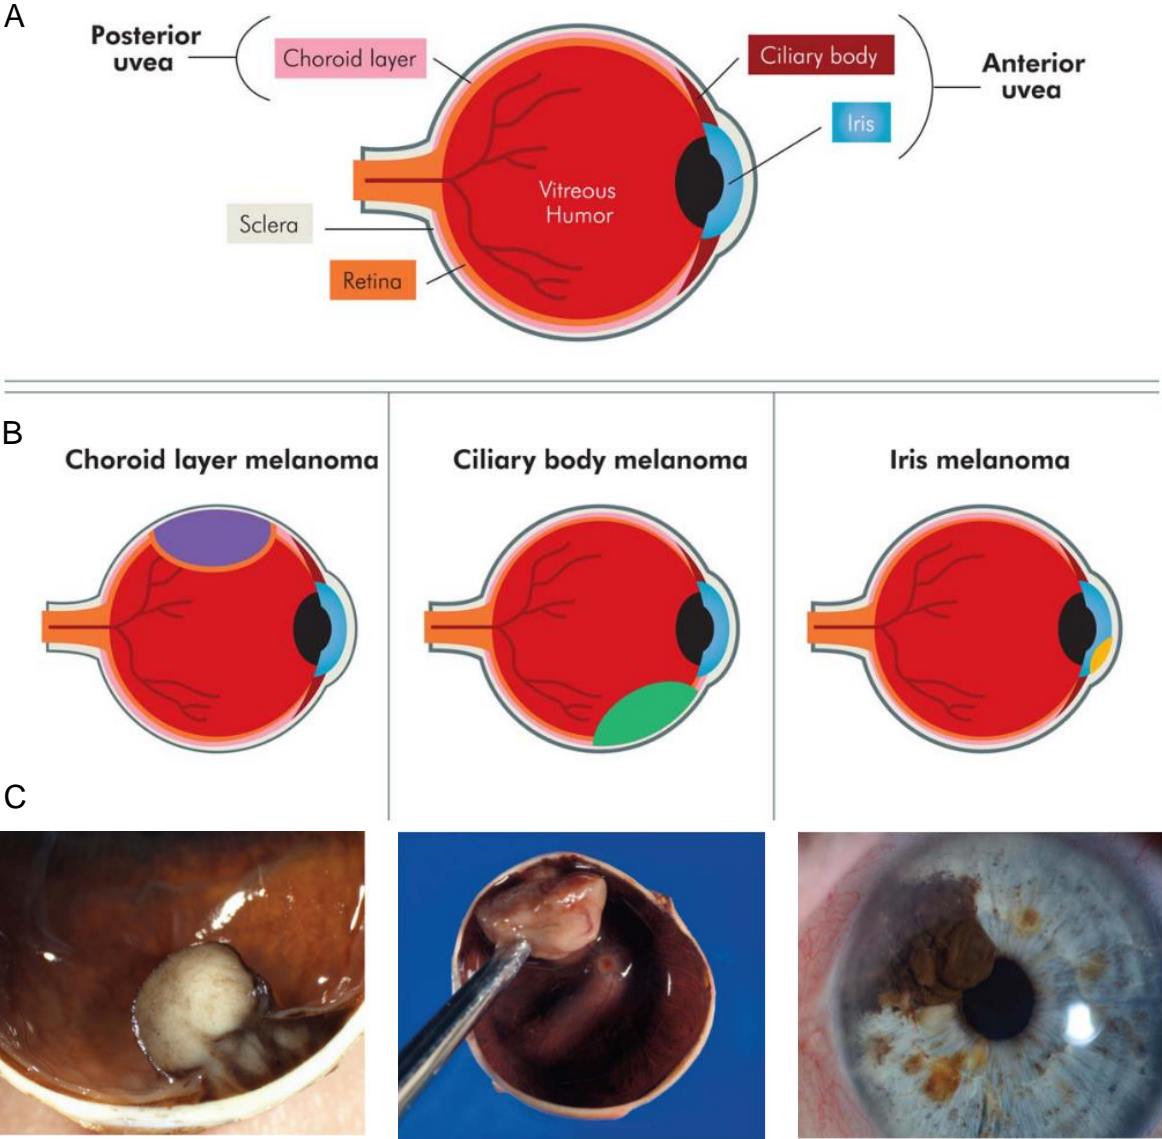 A
Posterior
uvea
Choroid layer
Ciliary body
Anterior
uvea
Iris
Vitreous
Humor
Sclera
Retina
B
Choroid layer melanoma
Ciliary body melanoma
Iris melanoma
C